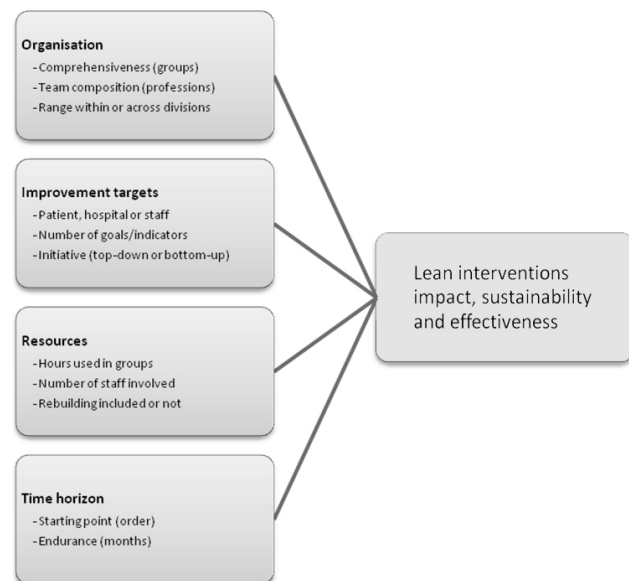 Organisation
-Comprehensiveness (groups)
-Team composition (professions)
-Range within or across divisions
Improvement targets
-Patient, hospital or staff
-Number of goals/indicators
-Initiative (top-down or bottom-up)
Resources
-Hours used in groups
-Number of staff involved
-Rebuilding included or not
Time horizon
-Starting point (order)
-Endurance (months)
Lean interventions
impact, sustainability
and effectiveness